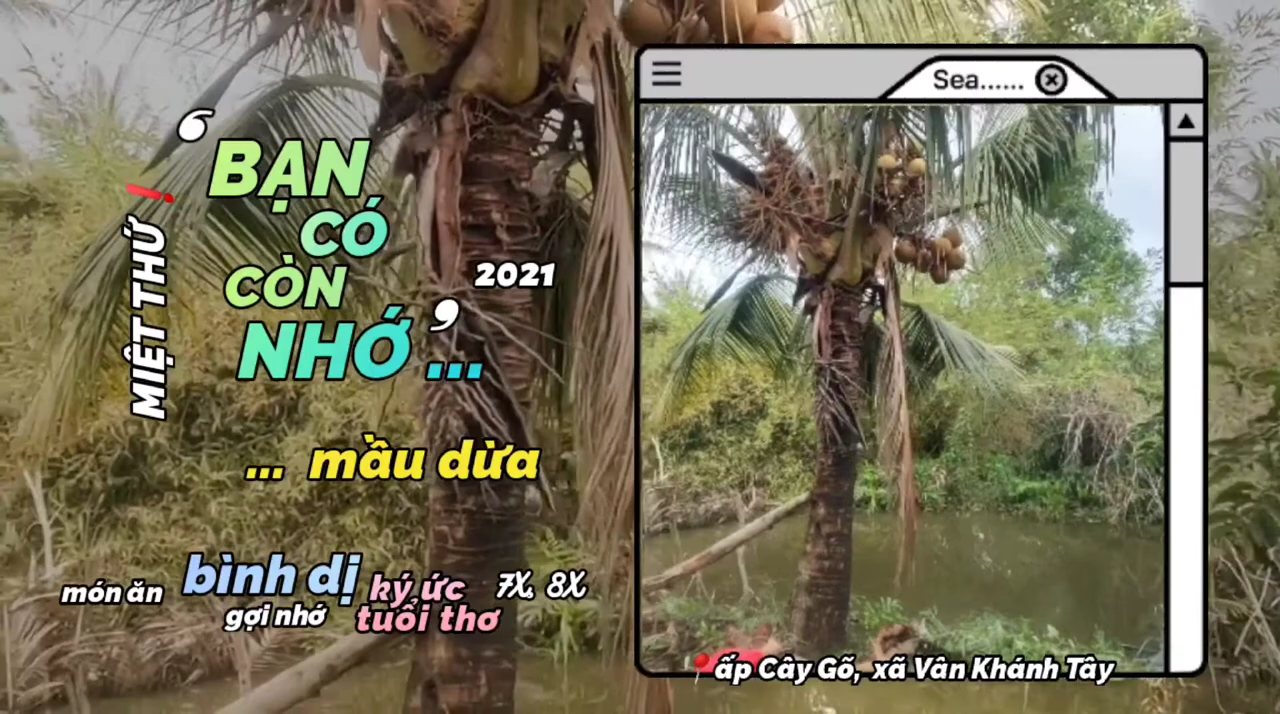 Sea......
‘ BẠN
CÓ
CÒN
NHỚ ’ ...
2021
MIỆT THỨ
... mầu dừa
món ăn bình dị ký ức 7X, 8X
gợi nhớ tuổi thơ
ấp Cây Gõ, xã Vân Khánh Tây